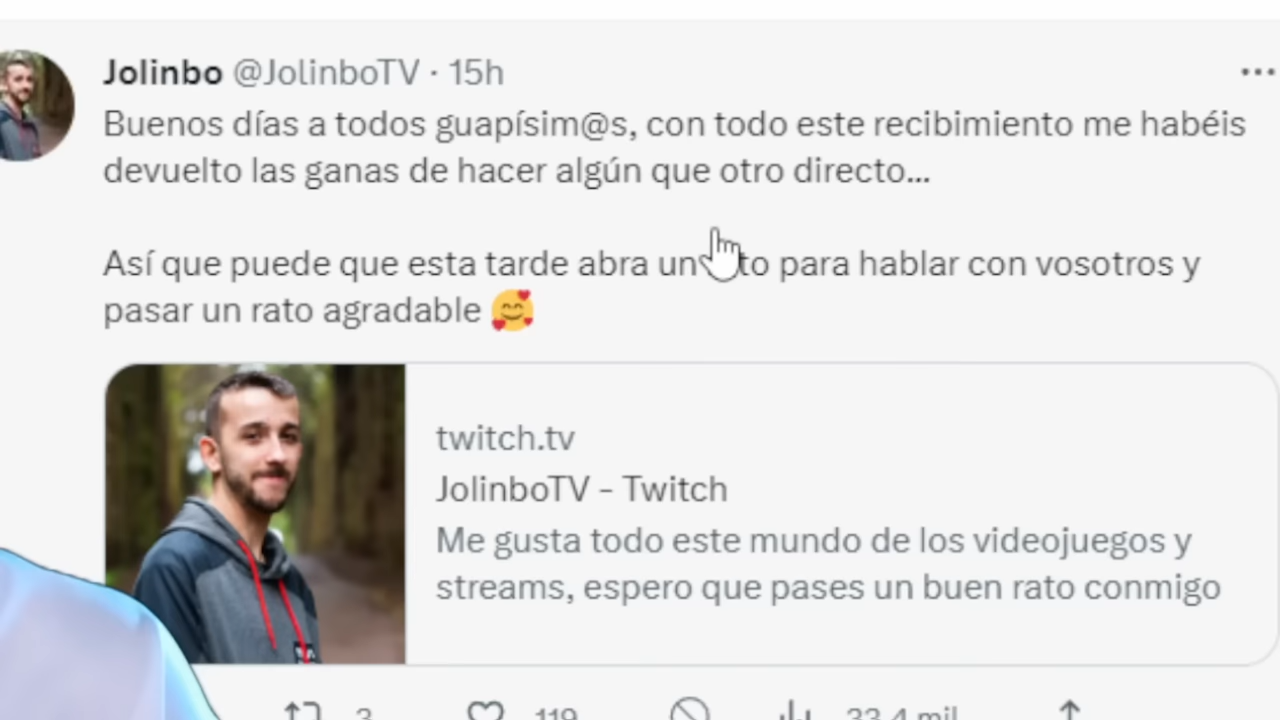 Jolinbo @JolinboTV · 15h
Buenos días a todos guapísim@s, con todo este recibimiento me habéis
devuelto las ganas de hacer algún que otro directo...
Así que puede que esta tarde abra un para hablar con vosotros y
pasar un rato agradable 🥰
twitch.tv
JolinboTV - Twitch
Me gusta todo este mundo de los videojuegos y
streams, espero que pases un buen rato conmigo
3 119 33,4 mil